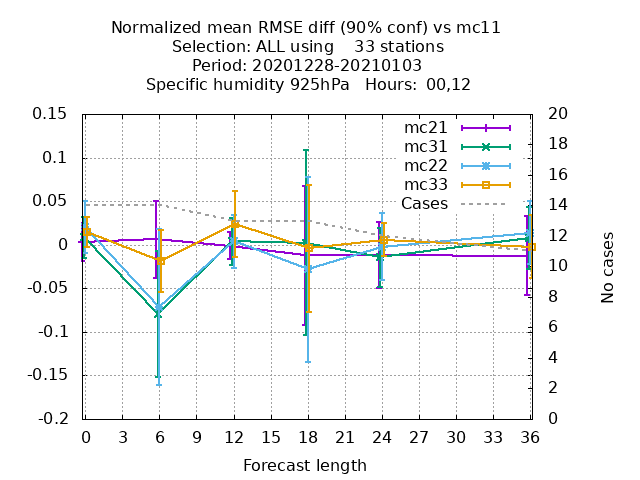 Normalized mean RMSE diff (90% conf) vs mc11
Selection: ALL using    33 stations
Period: 20201228-20210103
Specific humidity 925hPa   Hours:  00,12
0.15
0.1
0.05
0
-0.05
-0.1
-0.15
-0.2
20
18
16
14
12
10
8
6
4
2
0
mc21
mc31
mc22
mc33
Cases
No cases
0 3 6 9 12 15 18 21 24 27 30 33 36
Forecast length